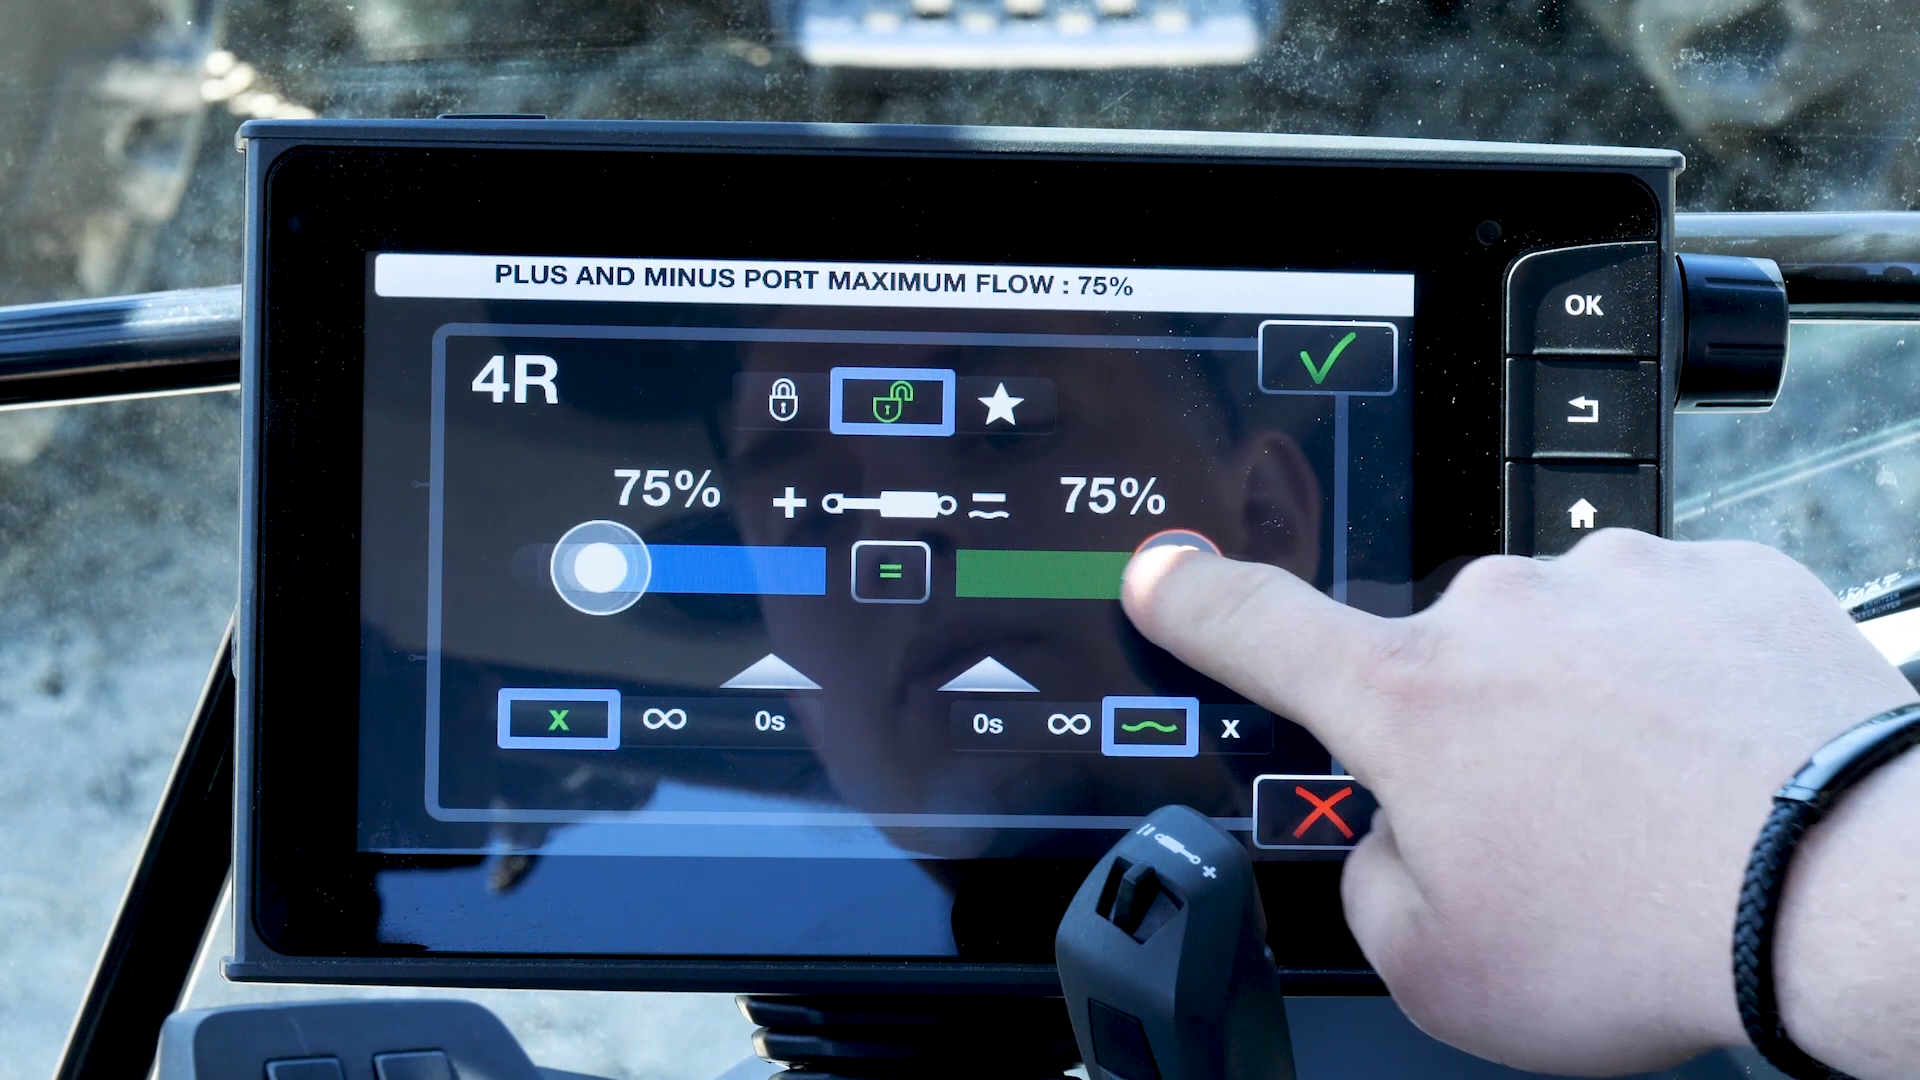 PLUS AND MINUS PORT MAXIMUM FLOW : 75%
OK
4R
75% + = 75%
=
x ∞ 0s
0s ∞ x